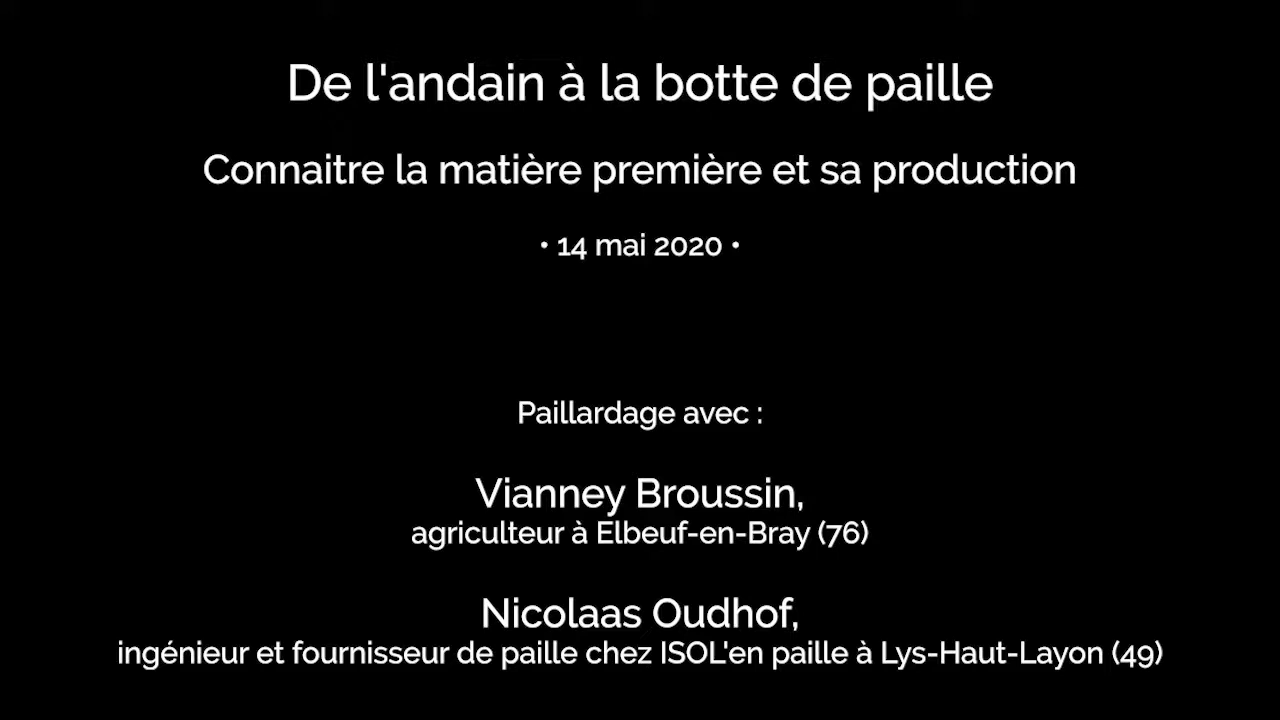 De l'andain à la botte de paille
Connaitre la matière première et sa production
• 14 mai 2020 •
Paillardage avec :
Vianney Broussin,
agriculteur à Elbeuf-en-Bray (76)
Nicolaas Oudhof,
ingénieur et fournisseur de paille chez ISOL'en paille à Lys-Haut-Layon (49)